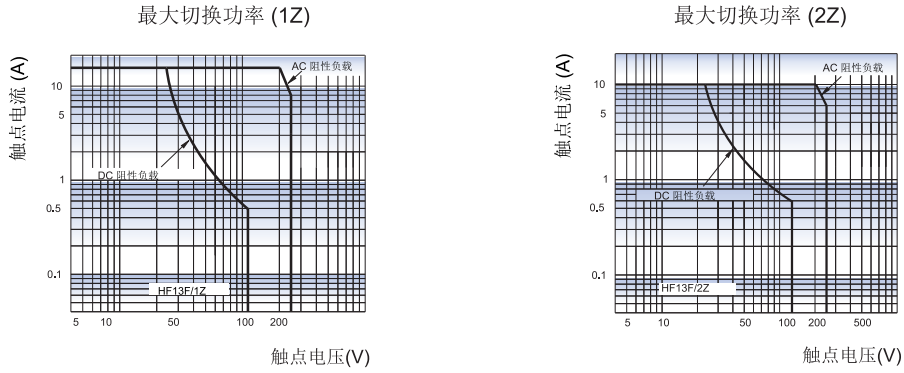 最大切换功率 (1Z)
触点电流 (A)
10
5
1
0.5
0.1
AC 阻性负载
DC 阻性负载
HF13F/1Z
5 10 50 100 200
触点电压(V)
最大切换功率 (2Z)
触点电流 (A)
10
5
1
0.5
0.1
AC 阻性负载
DC 阻性负载
HF13F/2Z
5 10 50 100 200 500
触点电压(V)